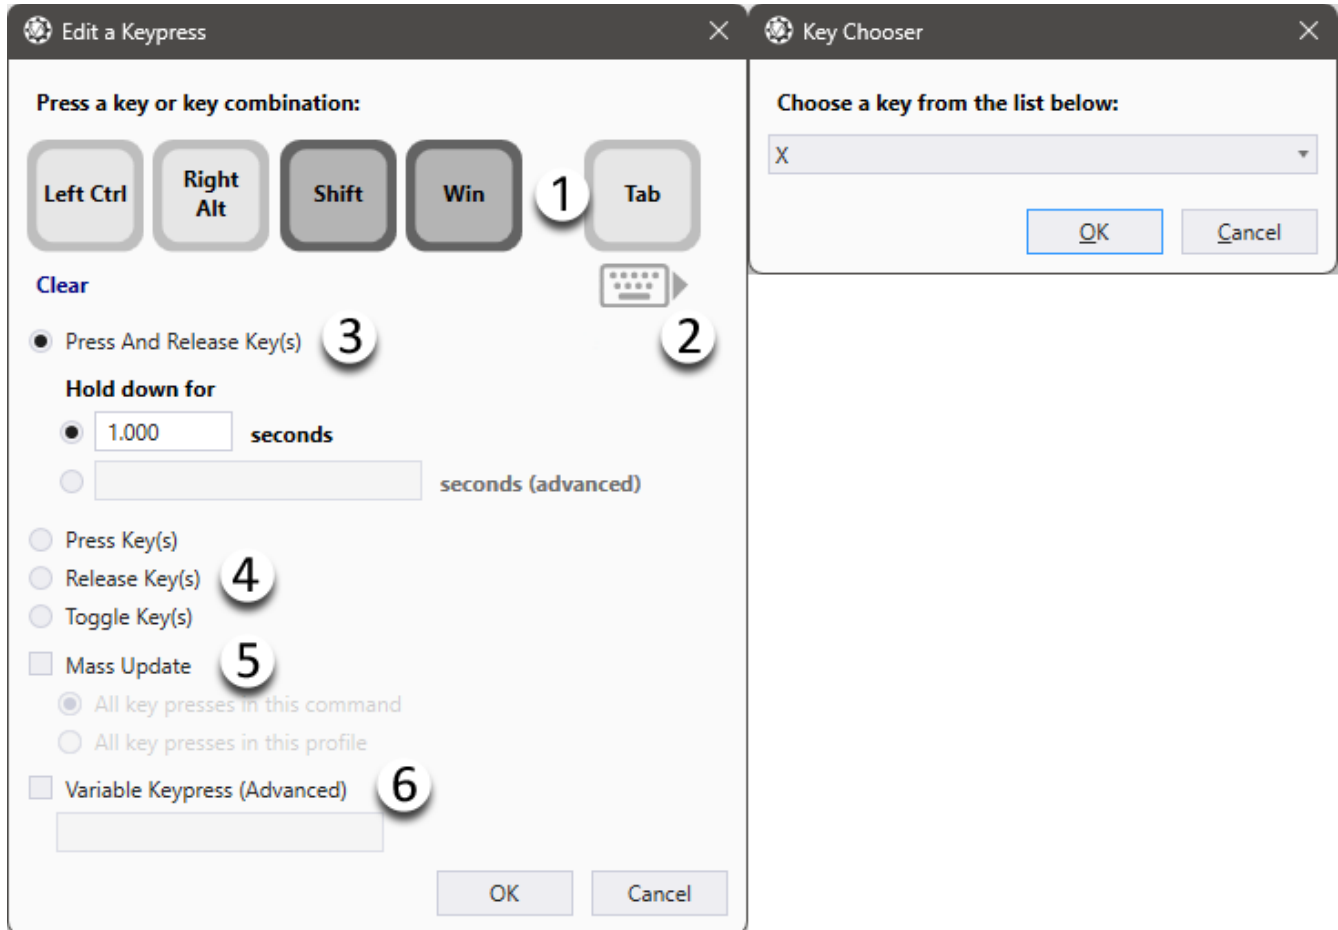 Edit a Keypress
Press a key or key combination:
Left Ctrl
Right
Alt
Shift
Win
1
Tab
Clear
2
Press And Release Key(s)
3
Hold down for
1.000
seconds
seconds (advanced)
Press Key(s)
Release Key(s)
4
Toggle Key(s)
Mass Update
5
All key presses in this command
All key presses in this profile
Variable Keypress (Advanced)
6
OK
Cancel
Key Chooser
Choose a key from the list below:
X
OK
Cancel